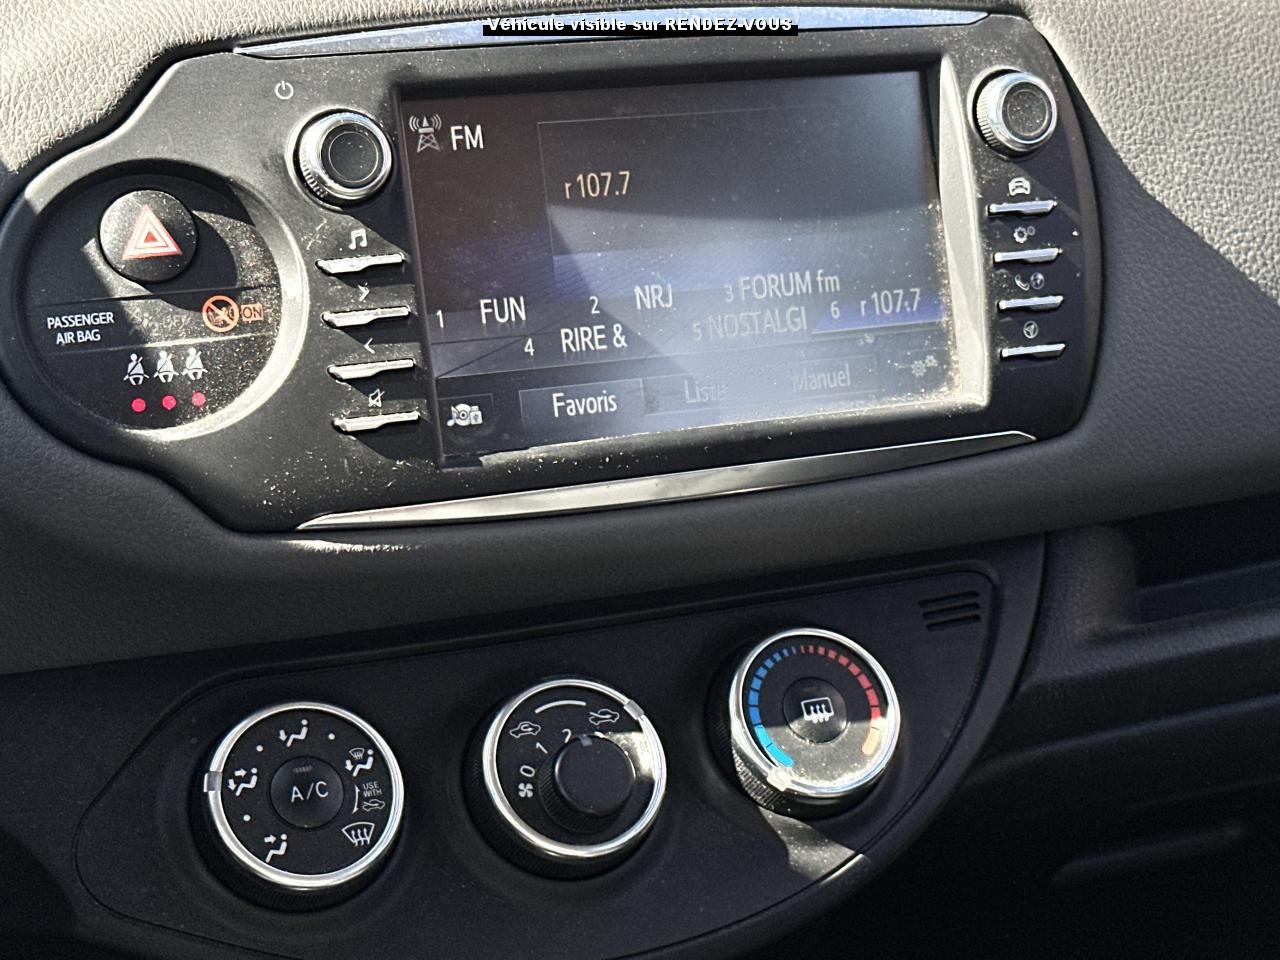 Véhicule visible sur RENDEZ-VOUS
FM
r 107.7
1 FUN 2 NRJ 3 FORUM fm
4 RIRE & 5 NOSTALGI 6 r 107.7
Favoris Liste Manuel
PASSENGER
AIR BAG
OFF ON
A/C
USE
WITH
0 1 2